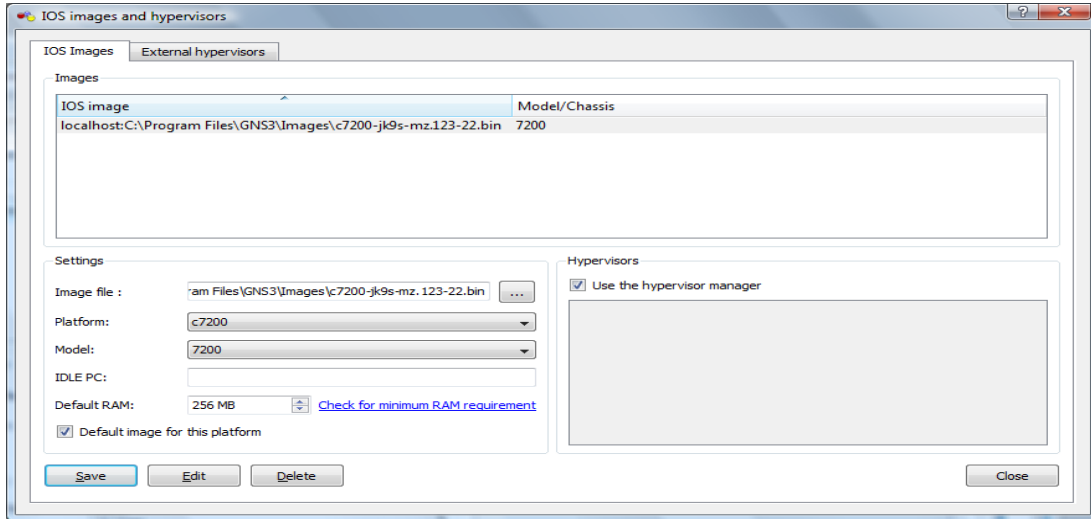 IOS images and hypervisors
IOS Images External hypervisors
Images
IOS image Model/Chassis
localhost:C:\Program Files\GNS3\Images\c7200-jk9s-mz.123-22.bin 7200
Settings
Image file : ram Files\GNS3\Images\c7200-jk9s-mz.123-22.bin ...
Platform: c7200
Model: 7200
IDLE PC:
Default RAM: 256 MB Check for minimum RAM requirement
Default image for this platform
Hypervisors
Use the hypervisor manager
Save Edit Delete Close